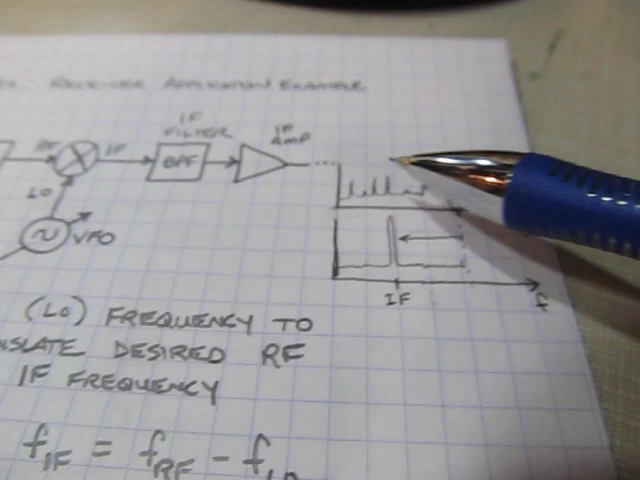 RECEIVER APPLICATION EXAMPLE
IF
FILTER
IF
AMP
RF
IF
BPF
LO
VFO
IF
f
(LO) FREQUENCY TO
DESIRED RF
IF FREQUENCY
fIF = fRF - f